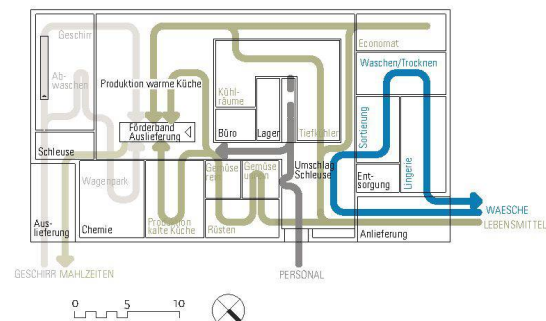 Geschirr
Economat
Ab-
waschen
Produktion warme Küche
Waschen/Trocknen
Kühl-
räume
Förderband
Auslieferung
Büro
Lager
Tiefkühler
Sortierung
Lingerie
Schleuse
Wagenpark
Gemüse
Gemüse
Umschlag
Schleuse
Ent-
sorgung
Aus-
lieferung
Chemie
Produktion
kalte Küche
Rüsten
Anlieferung
WAESCHE
LEBENSMITTEL
GESCHIRR MAHLZEITEN
PERSONAL
0 5 10